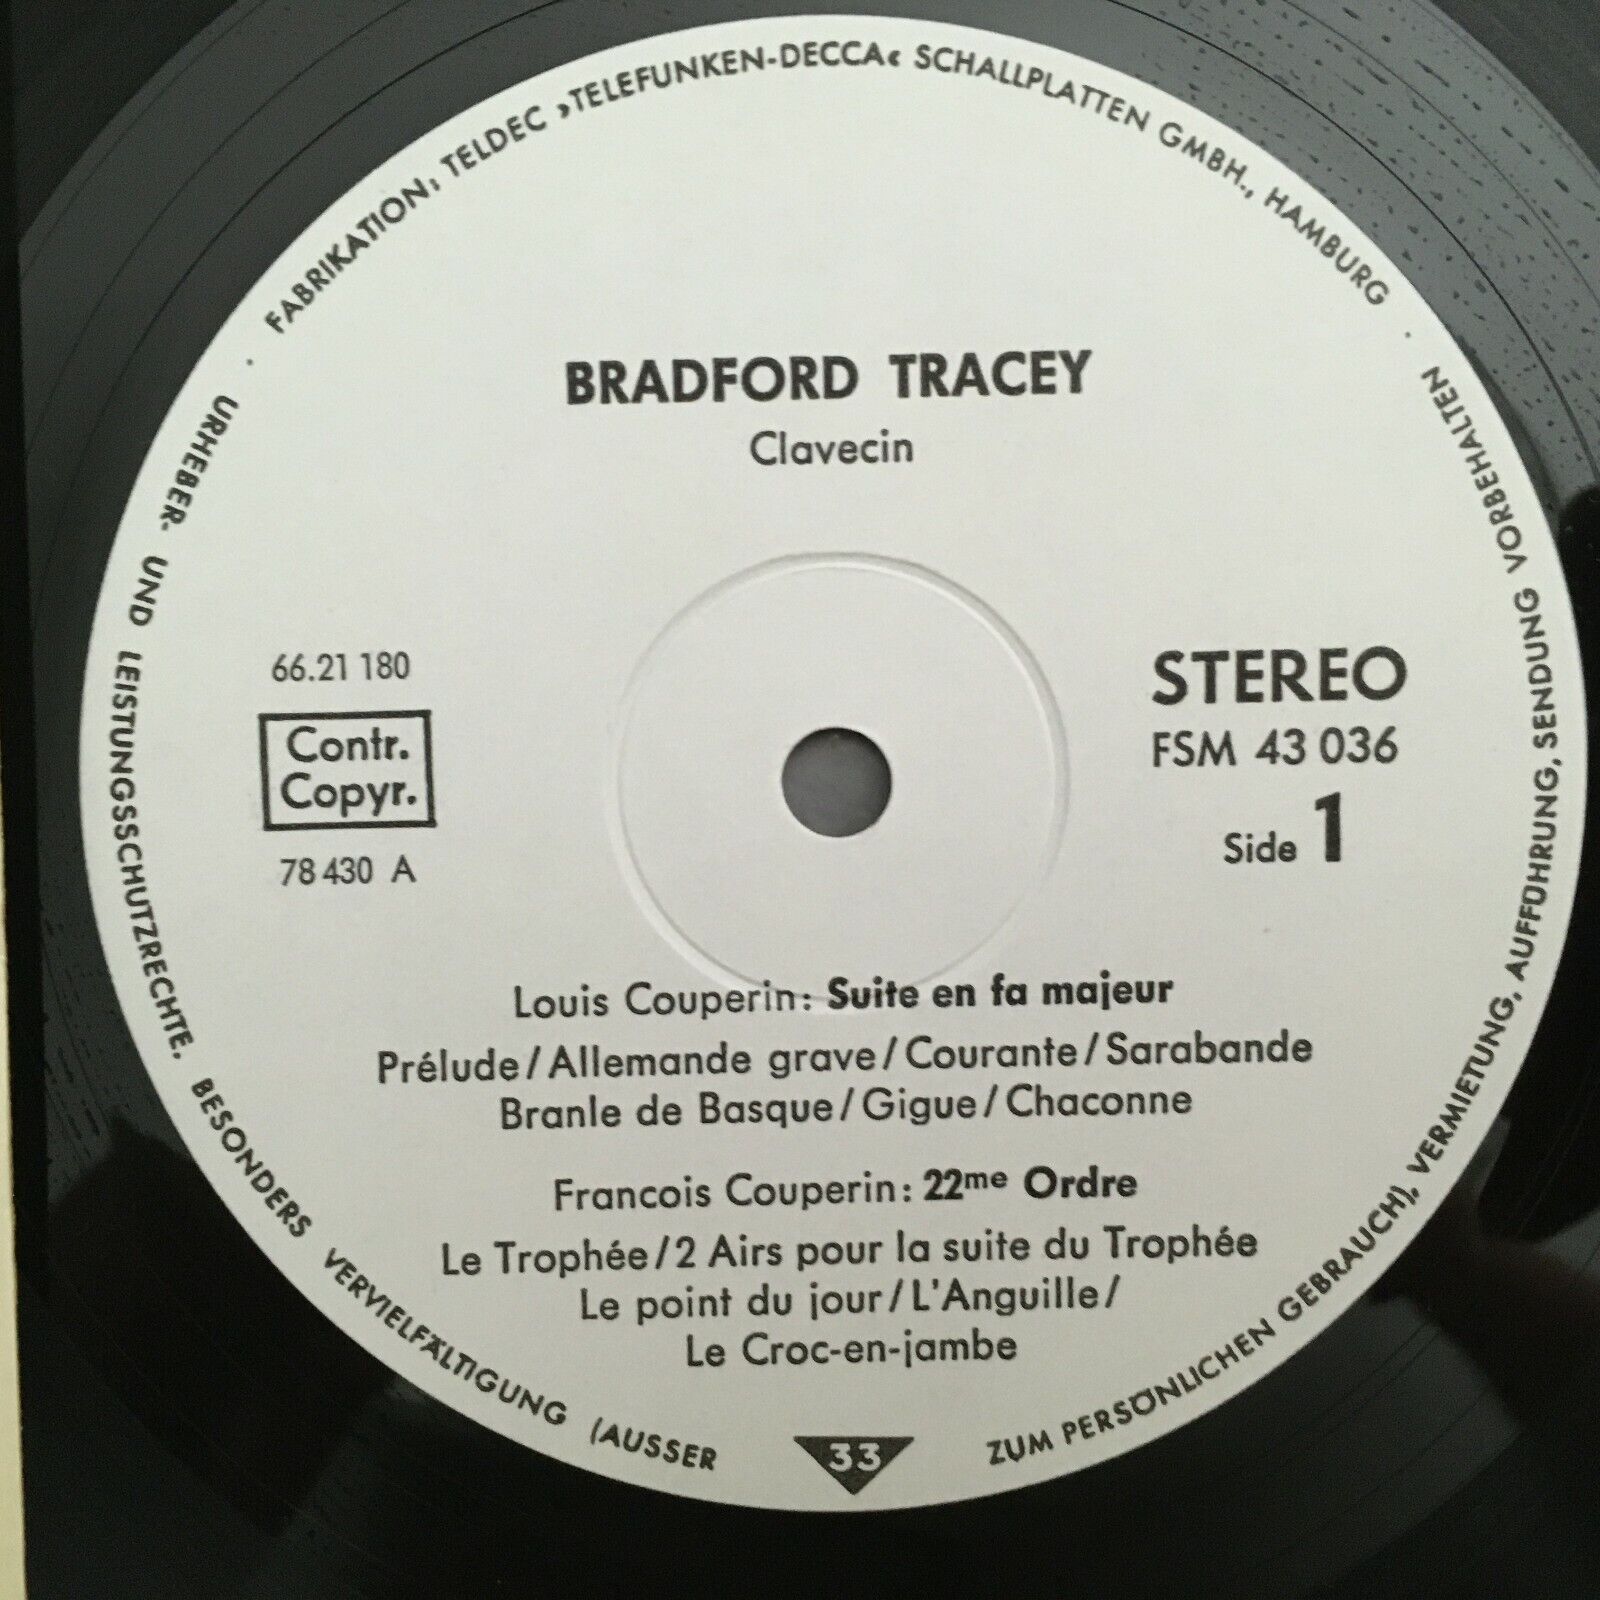 FABRIKATION: TELDEC ›TELEFUNKEN-DECCA‹ SCHALLPLATTEN GMBH., HAMBURG ·
URHEBER- UND LEISTUNGSSCHUTZRECHTE. BESONDERS VERVIELFÄLTIGUNG (AUSSER ZUM PERSÖNLICHEN GEBRAUCH), VERMIETUNG, AUFFÜHRUNG, SENDUNG VORBEHALTEN ·
BRADFORD TRACEY
Clavecin
66.21 180
Contr.
Copyr.
78 430 A
STEREO
FSM 43 036
Side 1
Louis Couperin: Suite en fa majeur
Prélude/Allemande grave/Courante/Sarabande
Branle de Basque/Gigue/Chaconne
Francois Couperin: 22me Ordre
Le Trophée/2 Airs pour la suite du Trophée
Le point du jour/L'Anguille/
Le Croc-en-jambe
33